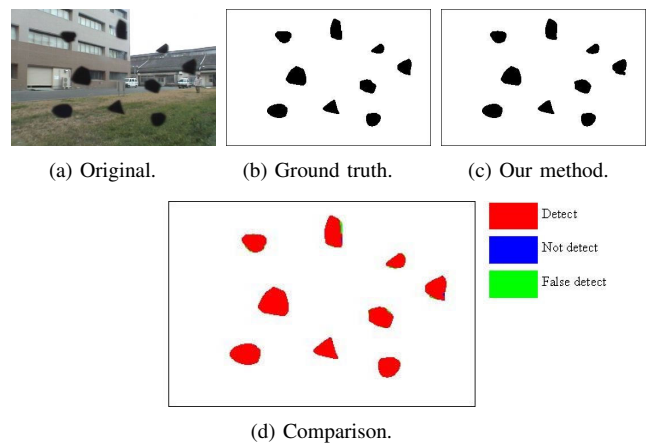 (a) Original.
(b) Ground truth.
(c) Our method.
Detect
Not detect
False detect
(d) Comparison.